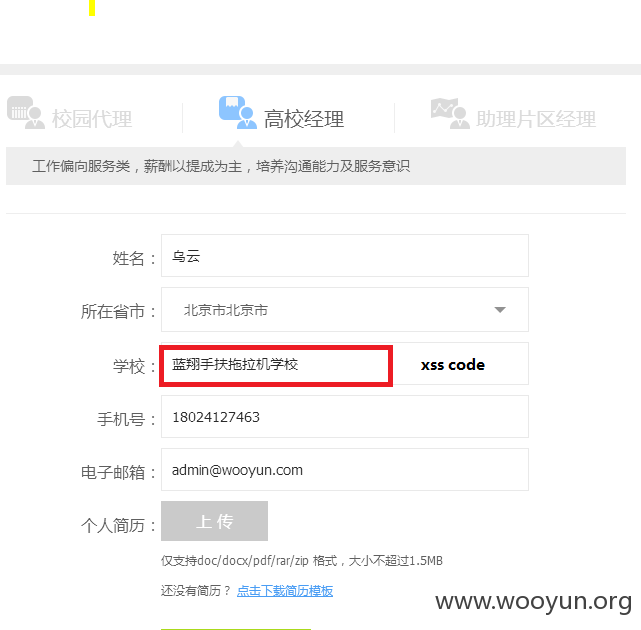 校园代理 高校经理 助理片区经理
工作偏向服务类，薪酬以提成为主，培养沟通能力及服务意识
姓名： 乌云
所在省市： 北京市北京市
学校： 蓝翔手扶拖拉机学校 xss code
手机号： 18024127463
电子邮箱： admin@wooyun.com
个人简历： 上 传
仅支持doc/docx/pdf/rar/zip 格式，大小不超过1.5MB
还没有简历？ 点击下载简历模板
www.wooyun.org